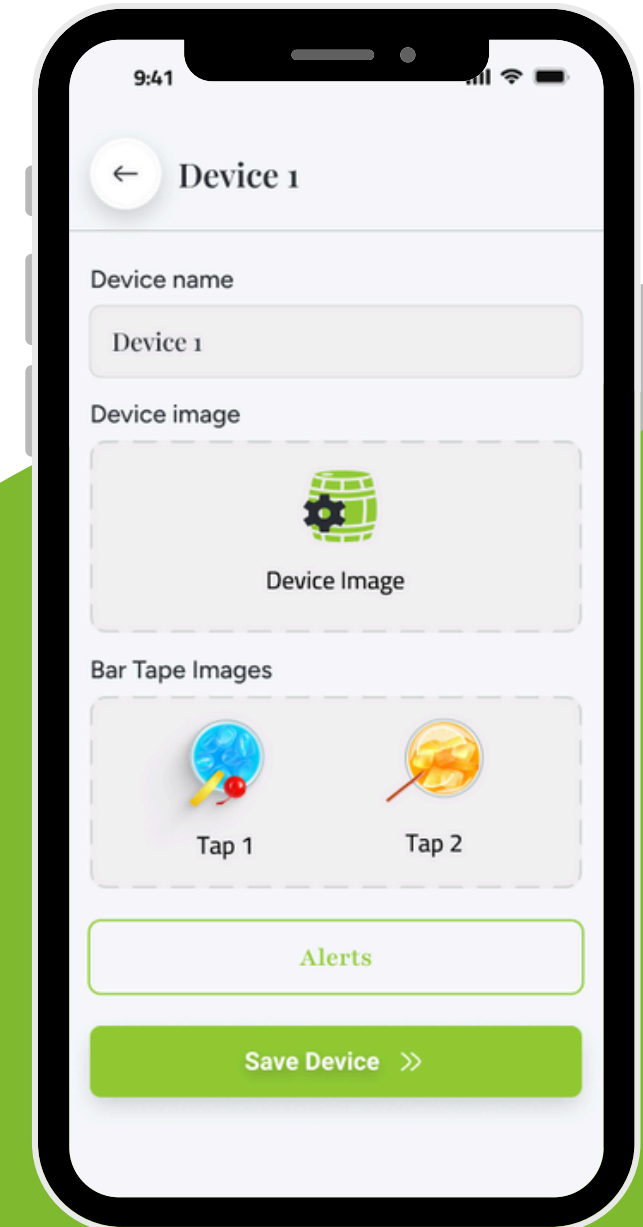 9:41
Device 1
Device name
Device 1
Device image
Device Image
Bar Tape Images
Tap 1 Tap 2
Alerts
Save Device